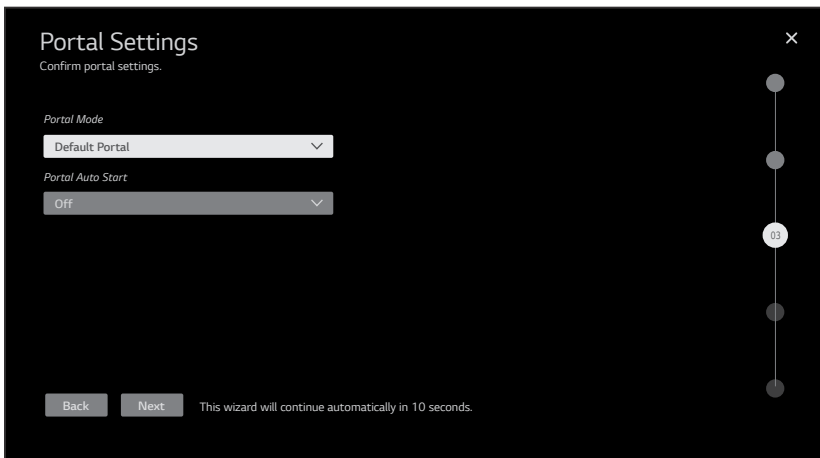 Portal Settings
Confirm portal settings.
Portal Mode
Default Portal
Portal Auto Start
Off
03
Back
Next
This wizard will continue automatically in 10 seconds.